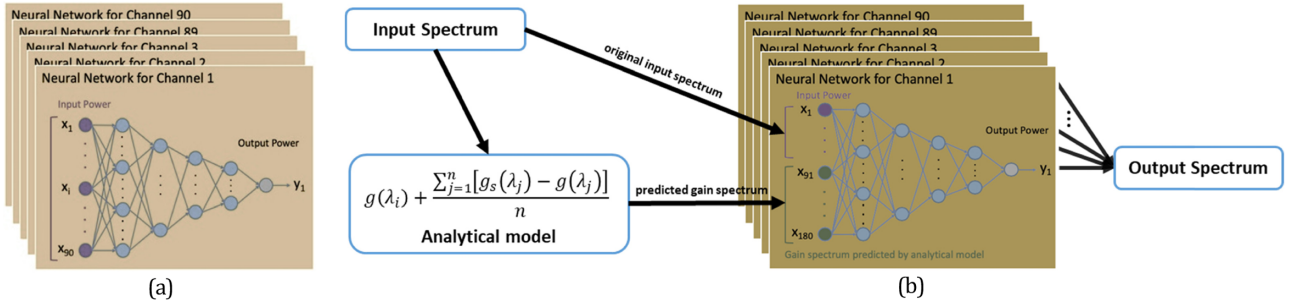 Neural Network for Channel 90
Neural Network for Channel 89
Neural Network for Channel 3
Neural Network for Channel 2
Neural Network for Channel 1
Input Power
x1
xi
x90
Output Power
y1
(a)
Input Spectrum
original input spectrum
g(λi) + ∑j=1n[gs(λj) − g(λj)] / n
Analytical model
predicted gain spectrum
Neural Network for Channel 90
Neural Network for Channel 89
Neural Network for Channel 3
Neural Network for Channel 2
Neural Network for Channel 1
Input Power
x1
x91
x180
Output Power
y1
Gain spectrum predicted by analytical model
(b)
Output Spectrum